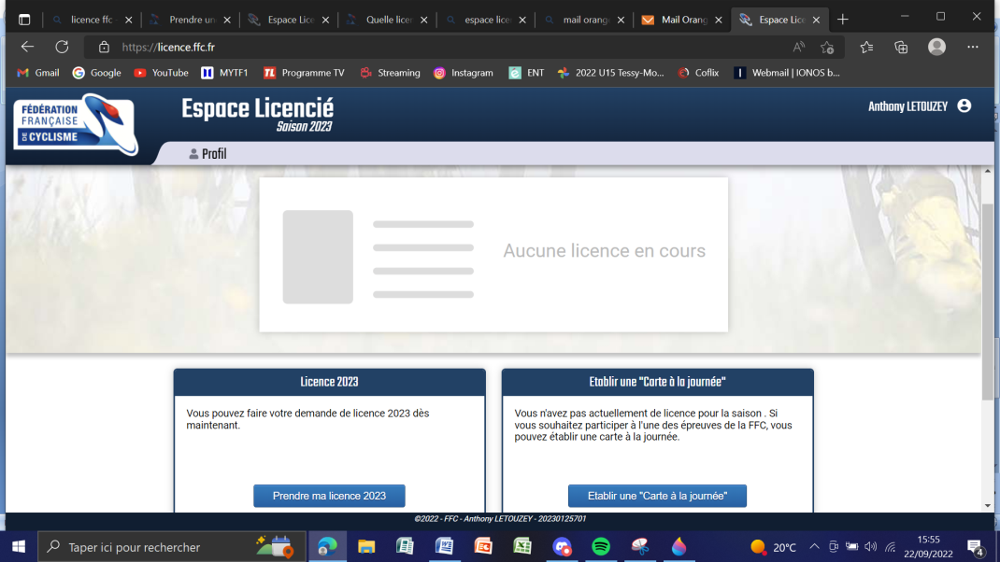 licence ffc
Prendre un
Espace Lice
Quelle licen
espace lice
mail orang
Mail Orang
Espace Lice
https://licence.ffc.fr
Gmail
Google
YouTube
MYTF1
Programme TV
Streaming
Instagram
ENT
2022 U15 Tessy-Mo...
Coflix
Webmail | IONOS b...
FÉDÉRATION
FRANÇAISE
DE CYCLISME
Espace Licencié
Saison 2023
Anthony LETOUZEY
Profil
Aucune licence en cours
Licence 2023
Vous pouvez faire votre demande de licence 2023 dès
maintenant.
Prendre ma licence 2023
Etablir une "Carte à la journée"
Vous n'avez pas actuellement de licence pour la saison . Si
vous souhaitez participer à l'une des épreuves de la FFC, vous
pouvez établir une carte à la journée.
Etablir une "Carte à la journée"
©2022 - FFC - Anthony LETOUZEY - 20230125701
Taper ici pour rechercher
20°C
15:55
22/09/2022
4